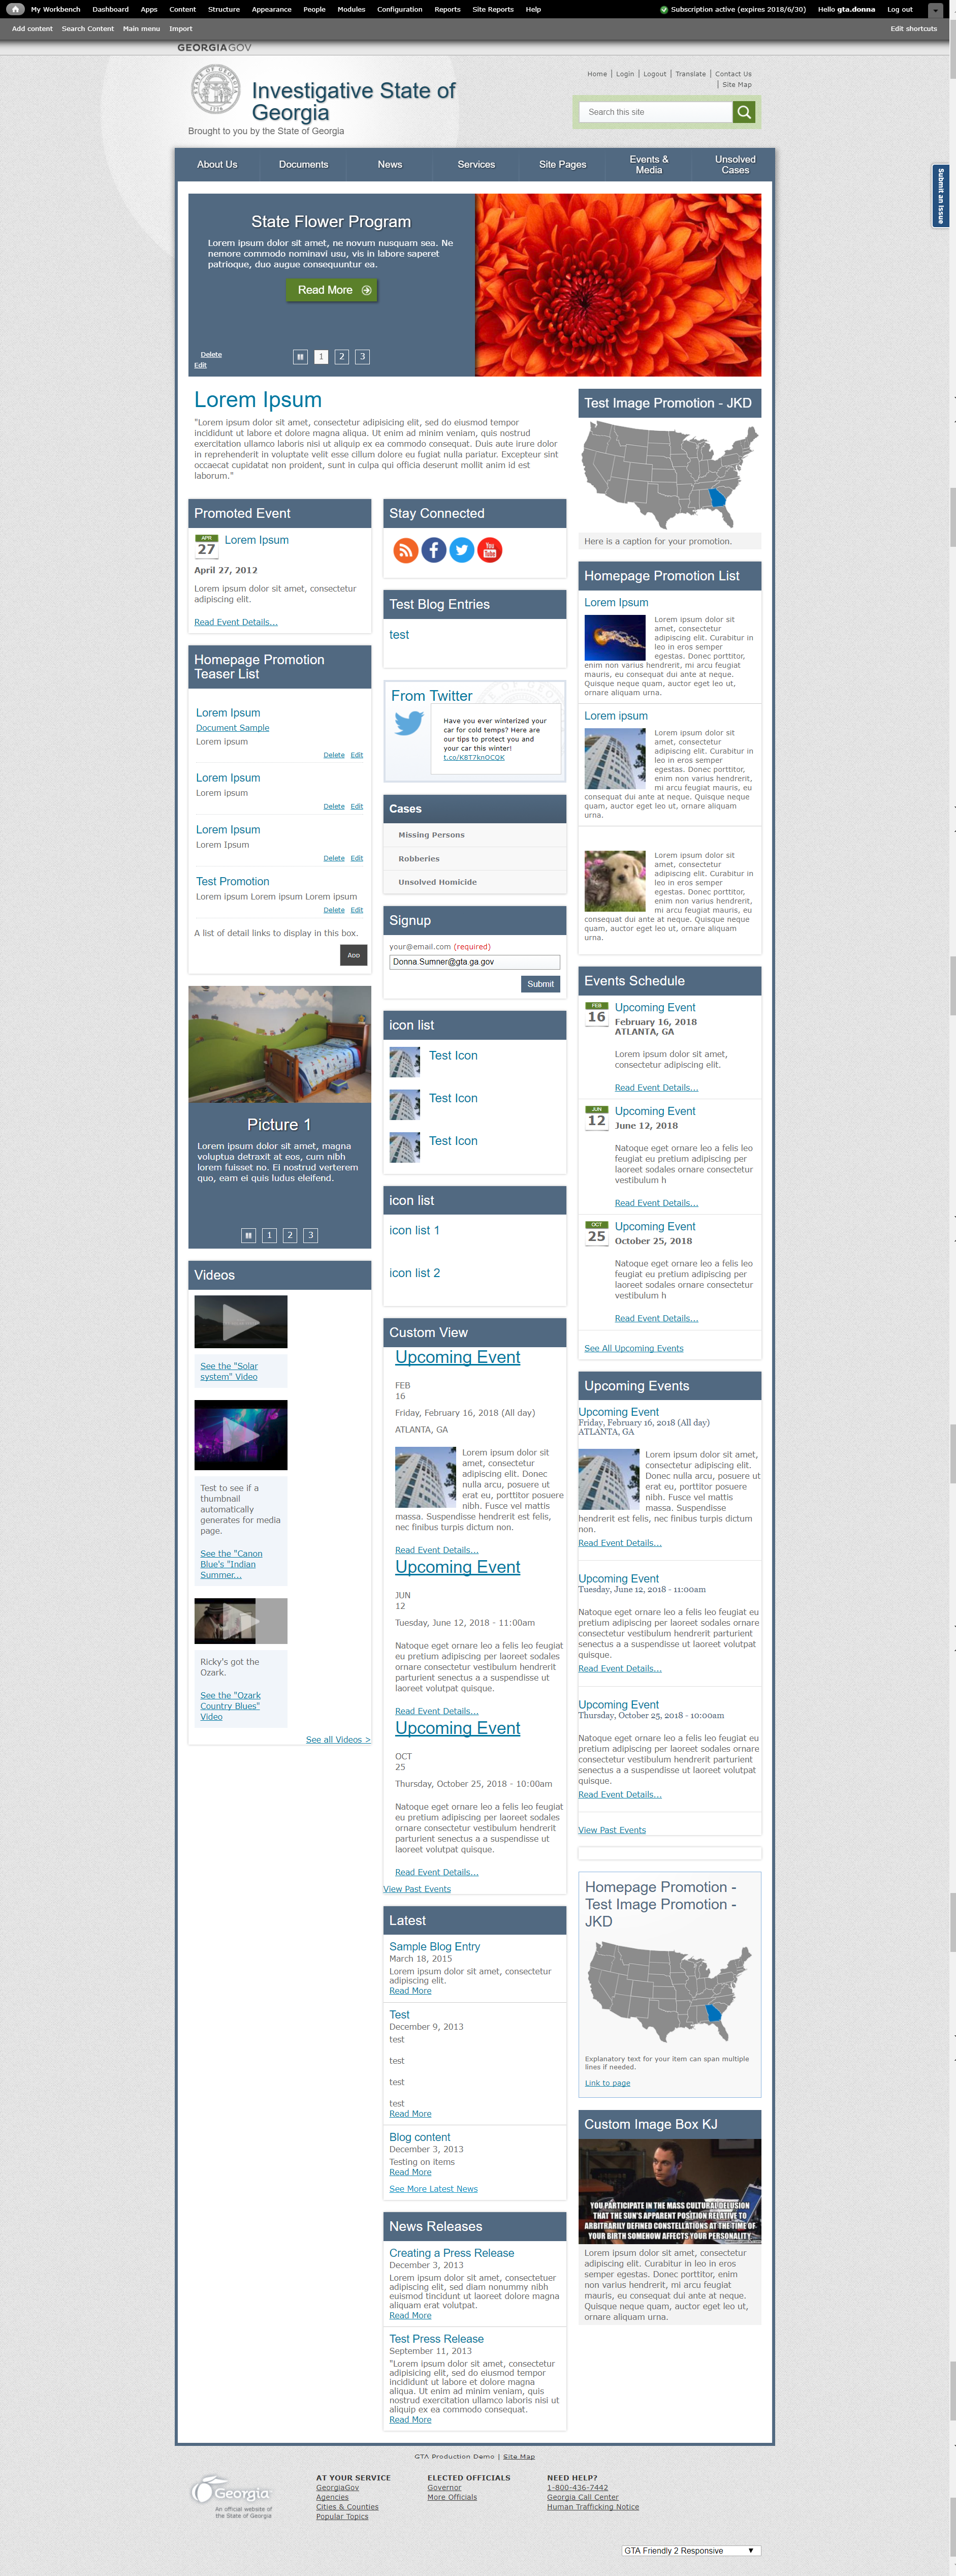 My Workbench Dashboard Apps Content Structure Appearance People Modules Configuration Reports Site Reports Help Subscription active (expires 2018/6/30) Hello gta.donna Log out
Add content Search Content Main menu Import Edit shortcuts
GEORGIAGOV
Home Login Logout Translate Contact Us
Site Map
Investigative State of
Georgia
Brought to you by the State of Georgia
Search this site
About Us Documents News Services Site Pages Events &
Media Unsolved
Cases
Submit an Issue
State Flower Program
Lorem ipsum dolor sit amet, ne novum nusquam sea. Ne
nemore commodo nominavi usu, vis in labore saperet
patrioque, duo augue consequuntur ea.
Read More
Delete
Edit
1 2 3
Lorem Ipsum
"Lorem ipsum dolor sit amet, consectetur adipisicing elit, sed do eiusmod tempor
incididunt ut labore et dolore magna aliqua. Ut enim ad minim veniam, quis nostrud
exercitation ullamco laboris nisi ut aliquip ex ea commodo consequat. Duis aute irure dolor
in reprehenderit in voluptate velit esse cillum dolore eu fugiat nulla pariatur. Excepteur sint
occaecat cupidatat non proident, sunt in culpa qui officia deserunt mollit anim id est
laborum."
Promoted Event
APR
27
Lorem Ipsum
April 27, 2012
Lorem ipsum dolor sit amet, consectetur
adipiscing elit.
Read Event Details...
Homepage Promotion
Teaser List
Lorem Ipsum
Document Sample
Lorem ipsum
Delete Edit
Lorem Ipsum
Lorem ipsum
Delete Edit
Lorem Ipsum
Lorem Ipsum
Delete Edit
Test Promotion
Lorem ipsum Lorem ipsum Lorem ipsum
Delete Edit
A list of detail links to display in this box.
ADD
Picture 1
Lorem ipsum dolor sit amet, magna
voluptua detraxit at eos, cum nibh
lorem fuisset no. Ei nostrud verterem
quo, eam ei quis ludus eleifend.
1 2 3
Videos
See the "Solar
system" Video
Test to see if a
thumbnail
automatically
generates for media
page.
See the "Canon
Blue's "Indian
Summer...
Ricky's got the
Ozark.
See the "Ozark
Country Blues"
Video
See all Videos >
Stay Connected
You
Tube
Test Blog Entries
test
From Twitter
Have you ever winterized your
car for cold temps? Here are
our tips to protect you and
your car this winter!
t.co/K8T7knOCQK
Cases
Missing Persons
Robberies
Unsolved Homicide
Signup
your@email.com (required)
Donna.Sumner@gta.ga.gov
Submit
icon list
Test Icon
Test Icon
Test Icon
icon list
icon list 1
icon list 2
Custom View
Upcoming Event
FEB
16
Friday, February 16, 2018 (All day)
ATLANTA, GA
Lorem ipsum dolor sit
amet, consectetur
adipiscing elit. Donec
nulla arcu, posuere ut
erat eu, porttitor posuere
nibh. Fusce vel mattis
massa. Suspendisse hendrerit est felis,
nec finibus turpis dictum non.
Read Event Details...
Upcoming Event
JUN
12
Tuesday, June 12, 2018 - 11:00am
Natoque eget ornare leo a felis leo feugiat
eu pretium adipiscing per laoreet sodales
ornare consectetur vestibulum hendrerit
parturient senectus a a suspendisse ut
laoreet volutpat quisque.
Read Event Details...
Upcoming Event
OCT
25
Thursday, October 25, 2018 - 10:00am
Natoque eget ornare leo a felis leo feugiat
eu pretium adipiscing per laoreet sodales
ornare consectetur vestibulum hendrerit
parturient senectus a a suspendisse ut
laoreet volutpat quisque.
Read Event Details...
View Past Events
Latest
Sample Blog Entry
March 18, 2015
Lorem ipsum dolor sit amet, consectetur
adipiscing elit.
Read More
Test
December 9, 2013
test
test
test
test
Read More
Blog content
December 3, 2013
Testing on items
Read More
See More Latest News
News Releases
Creating a Press Release
December 3, 2013
Lorem ipsum dolor sit amet, consectetuer
adipiscing elit, sed diam nonummy nibh
euismod tincidunt ut laoreet dolore magna
aliquam erat volutpat.
Read More
Test Press Release
September 11, 2013
"Lorem ipsum dolor sit amet, consectetur
adipisicing elit, sed do eiusmod tempor
incididunt ut labore et dolore magna
aliqua. Ut enim ad minim veniam, quis
nostrud exercitation ullamco laboris nisi ut
aliquip ex ea commodo consequat.
Read More
Test Image Promotion - JKD
Here is a caption for your promotion.
Homepage Promotion List
Lorem Ipsum
Lorem ipsum dolor sit
amet, consectetur
adipiscing elit. Curabitur in
leo in eros semper
egestas. Donec porttitor,
enim non varius hendrerit, mi arcu feugiat
mauris, eu consequat dui ante at neque.
Quisque neque quam, auctor eget leo ut,
ornare aliquam urna.
Lorem ipsum
Lorem ipsum dolor sit
amet, consectetur
adipiscing elit. Curabitur in
leo in eros semper
egestas. Donec porttitor,
enim non varius hendrerit,
mi arcu feugiat mauris, eu
consequat dui ante at neque. Quisque neque
quam, auctor eget leo ut, ornare aliquam
urna.
Lorem ipsum dolor sit
amet, consectetur
adipiscing elit. Curabitur in
leo in eros semper
egestas. Donec porttitor,
enim non varius hendrerit,
mi arcu feugiat mauris, eu
consequat dui ante at neque. Quisque neque
quam, auctor eget leo ut, ornare aliquam
urna.
Events Schedule
FEB
16
Upcoming Event
February 16, 2018
ATLANTA, GA
Lorem ipsum dolor sit amet,
consectetur adipiscing elit.
Read Event Details...
JUN
12
Upcoming Event
June 12, 2018
Natoque eget ornare leo a felis leo
feugiat eu pretium adipiscing per
laoreet sodales ornare consectetur
vestibulum h
Read Event Details...
OCT
25
Upcoming Event
October 25, 2018
Natoque eget ornare leo a felis leo
feugiat eu pretium adipiscing per
laoreet sodales ornare consectetur
vestibulum h
Read Event Details...
See All Upcoming Events
Upcoming Events
Upcoming Event
Friday, February 16, 2018 (All day)
ATLANTA, GA
Lorem ipsum dolor sit amet,
consectetur adipiscing elit.
Donec nulla arcu, posuere ut
erat eu, porttitor posuere
nibh. Fusce vel mattis
massa. Suspendisse
hendrerit est felis, nec finibus turpis dictum
non.
Read Event Details...
Upcoming Event
Tuesday, June 12, 2018 - 11:00am
Natoque eget ornare leo a felis leo feugiat eu
pretium adipiscing per laoreet sodales ornare
consectetur vestibulum hendrerit parturient
senectus a a suspendisse ut laoreet volutpat
quisque.
Read Event Details...
Upcoming Event
Thursday, October 25, 2018 - 10:00am
Natoque eget ornare leo a felis leo feugiat eu
pretium adipiscing per laoreet sodales ornare
consectetur vestibulum hendrerit parturient
senectus a a suspendisse ut laoreet volutpat
quisque.
Read Event Details...
View Past Events
Homepage Promotion -
Test Image Promotion -
JKD
Explanatory text for your item can span multiple
lines if needed.
Link to page
Custom Image Box KJ
YOU PARTICIPATE IN THE MASS CULTURAL DELUSION
THAT THE SUN'S APPARENT POSITION RELATIVE TO
ARBITRARILY DEFINED CONSTELLATIONS AT THE TIME OF
YOUR BIRTH SOMEHOW AFFECTS YOUR PERSONALITY.
Lorem ipsum dolor sit amet, consectetur
adipiscing elit. Curabitur in leo in eros
semper egestas. Donec porttitor, enim
non varius hendrerit, mi arcu feugiat
mauris, eu consequat dui ante at neque.
Quisque neque quam, auctor eget leo ut,
ornare aliquam urna.
GTA Production Demo | Site Map
Georgia
An official website of
the State of Georgia
AT YOUR SERVICE
GeorgiaGov
Agencies
Cities & Counties
Popular Topics
ELECTED OFFICIALS
Governor
More Officials
NEED HELP?
1-800-436-7442
Georgia Call Center
Human Trafficking Notice
GTA Friendly 2 Responsive